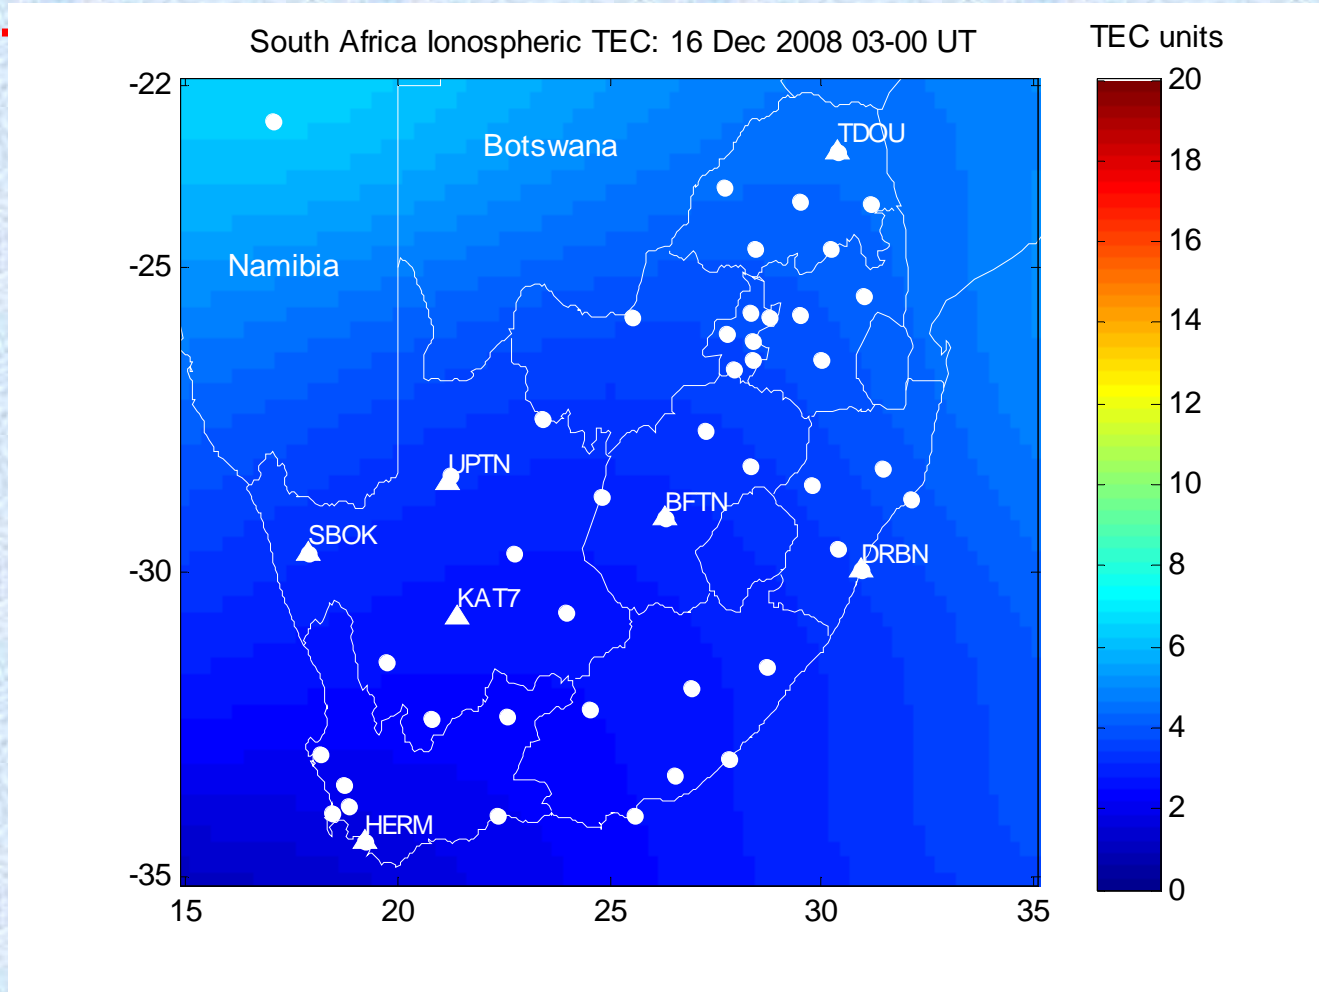 South Africa Ionospheric TEC: 16 Dec 2008 03-00 UT
TEC units
-22
-25
-30
-35
15
20
25
30
35
Botswana
Namibia
TDOU
UPTN
BFTN
SBOK
DRBN
KAT7
HERM
20
18
16
14
12
10
8
6
4
2
0